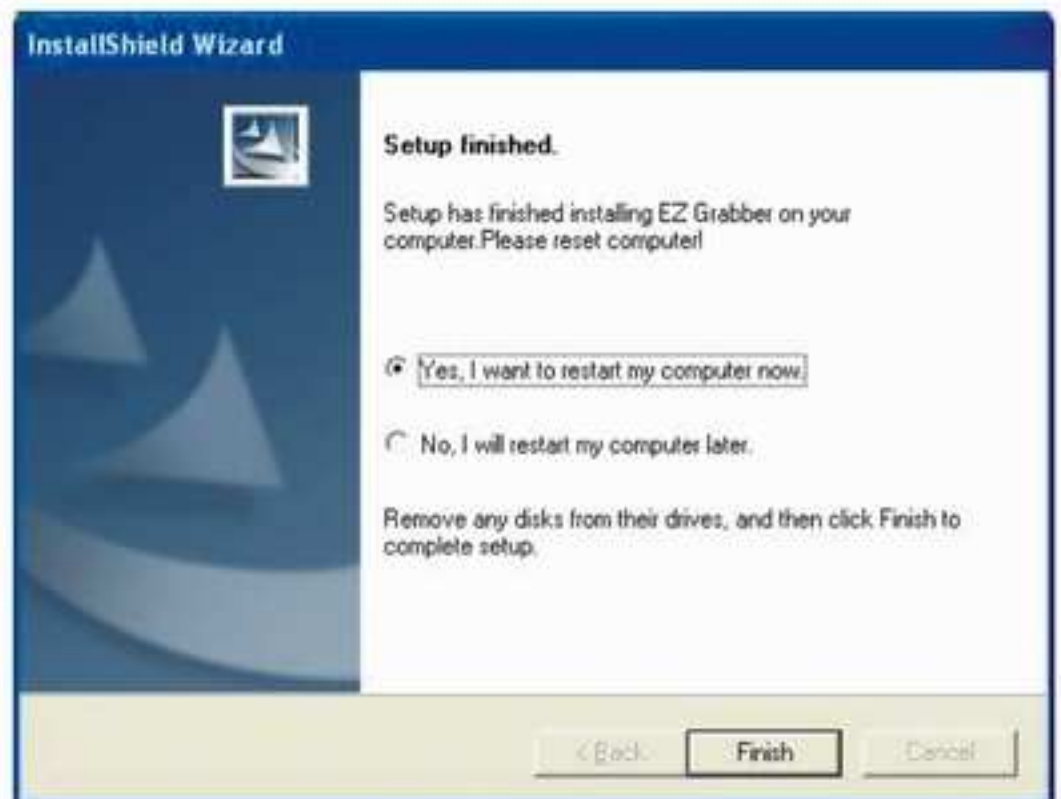 InstallShield Wizard
Setup finished.
Setup has finished installing EZ Grabber on your
computer.Please reset computer!
Yes, I want to restart my computer now.
No, I will restart my computer later.
Remove any disks from their drives, and then click Finish to
complete setup.
< Back
Finish
Cancel